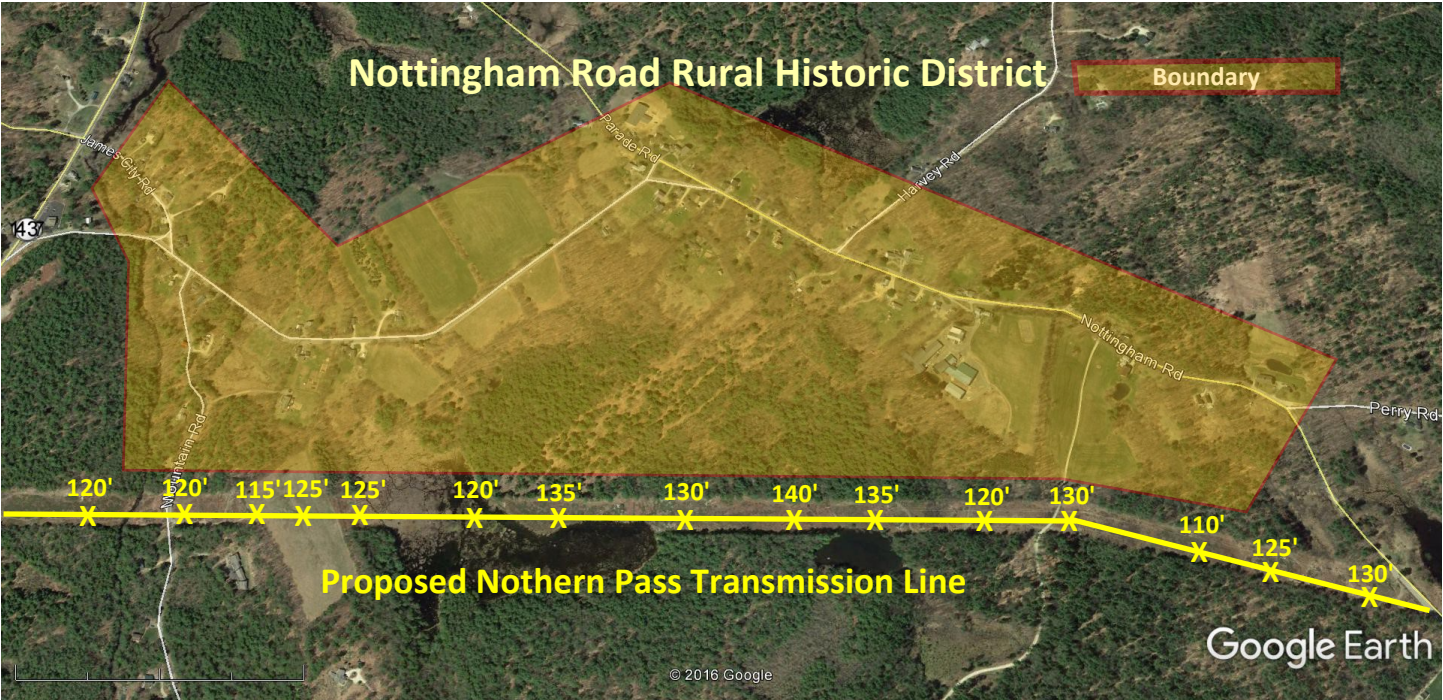 Nottingham Road Rural Historic District
Boundary
Parade Rd
James City Rd
Harvey Rd
143
Nottingham Rd
Perry Rd
Mountain Rd
120' 120' 115' 125' 125' 120' 135' 130' 140' 135' 120' 130'
110'
125'
130'
Proposed Nothern Pass Transmission Line
Google Earth
© 2016 Google